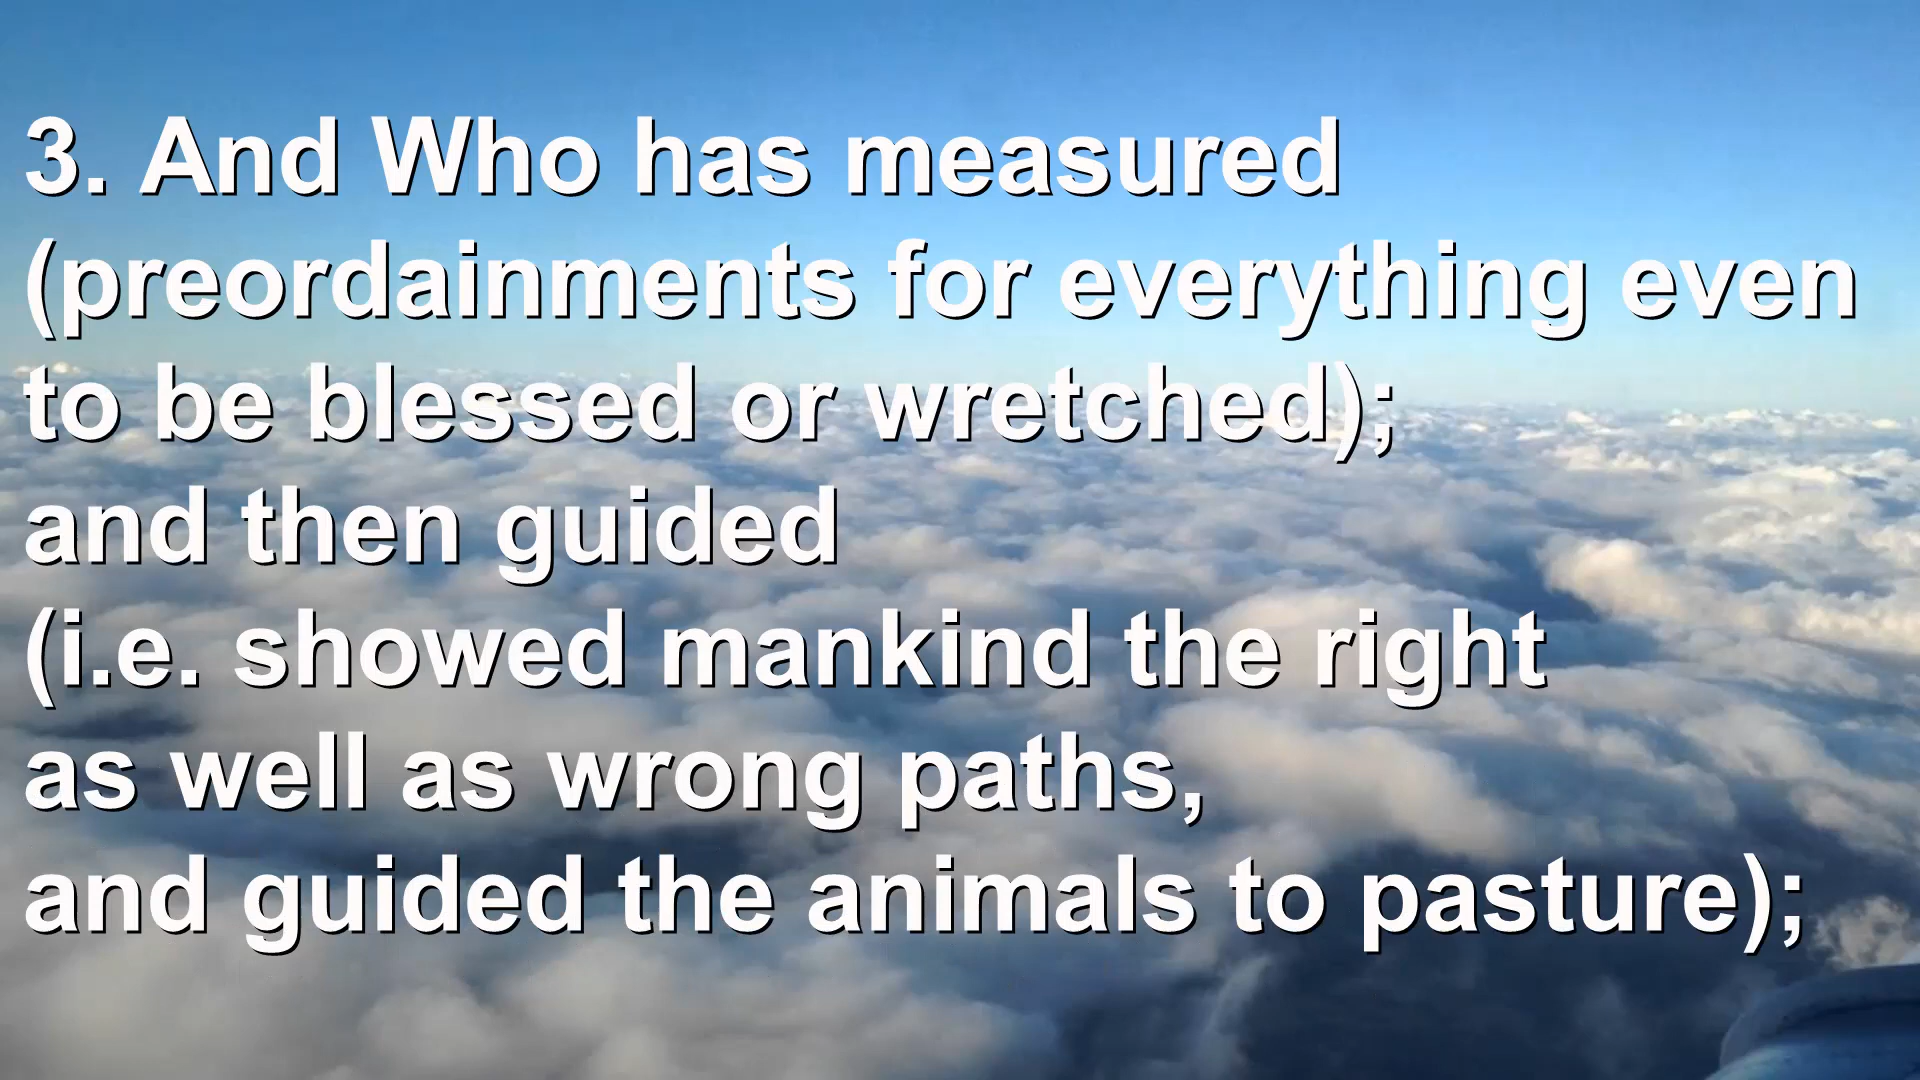 3. And Who has measured
(preordainments for everything even
to be blessed or wretched);
and then guided
(i.e. showed mankind the right
as well as wrong paths,
and guided the animals to pasture);